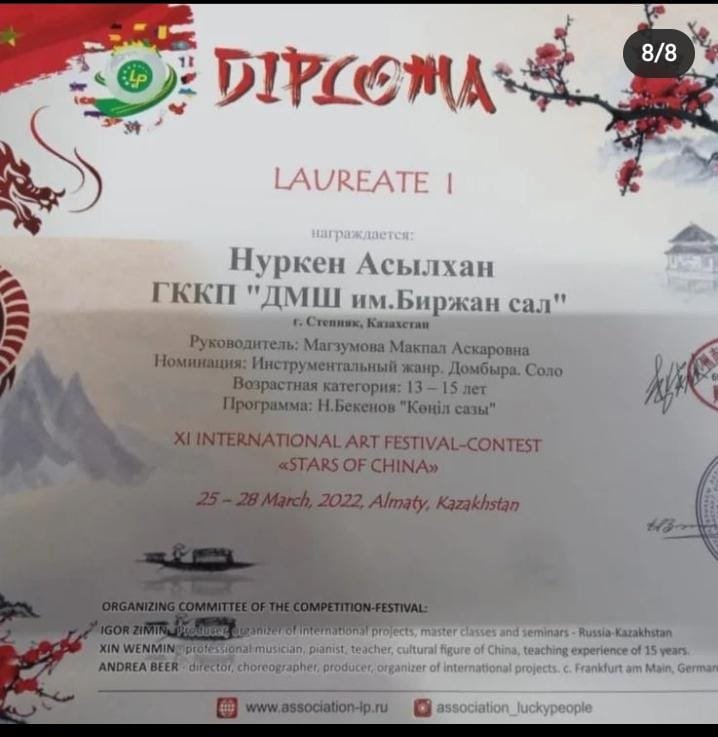 8/8
LP
DIPLOMA
LAUREATE I
награждается:
Нуркен Асылхан
ГККП "ДМШ им.Биржан сал"
г. Степняк, Казахстан
Руководитель: Магзумова Макпал Аскаровна
Номинация: Инструментальный жанр. Домбыра. Соло
Возрастная категория: 13 – 15 лет
Программа: Н.Бекенов "Көңіл сазы"
XI INTERNATIONAL ART FESTIVAL-CONTEST
«STARS OF CHINA»
25 – 28 March, 2022, Almaty, Kazakhstan
ORGANIZING COMMITTEE OF THE COMPETITION-FESTIVAL:
IGOR ZIMIN - Producer, organizer of international projects, master classes and seminars - Russia-Kazakhstan
XIN WENMIN - professional musician, pianist, teacher, cultural figure of China, teaching experience of 15 years.
ANDREA BEER - director, choreographer, producer, organizer of international projects. c. Frankfurt am Main, German
www.association-lp.ru association_luckypeople